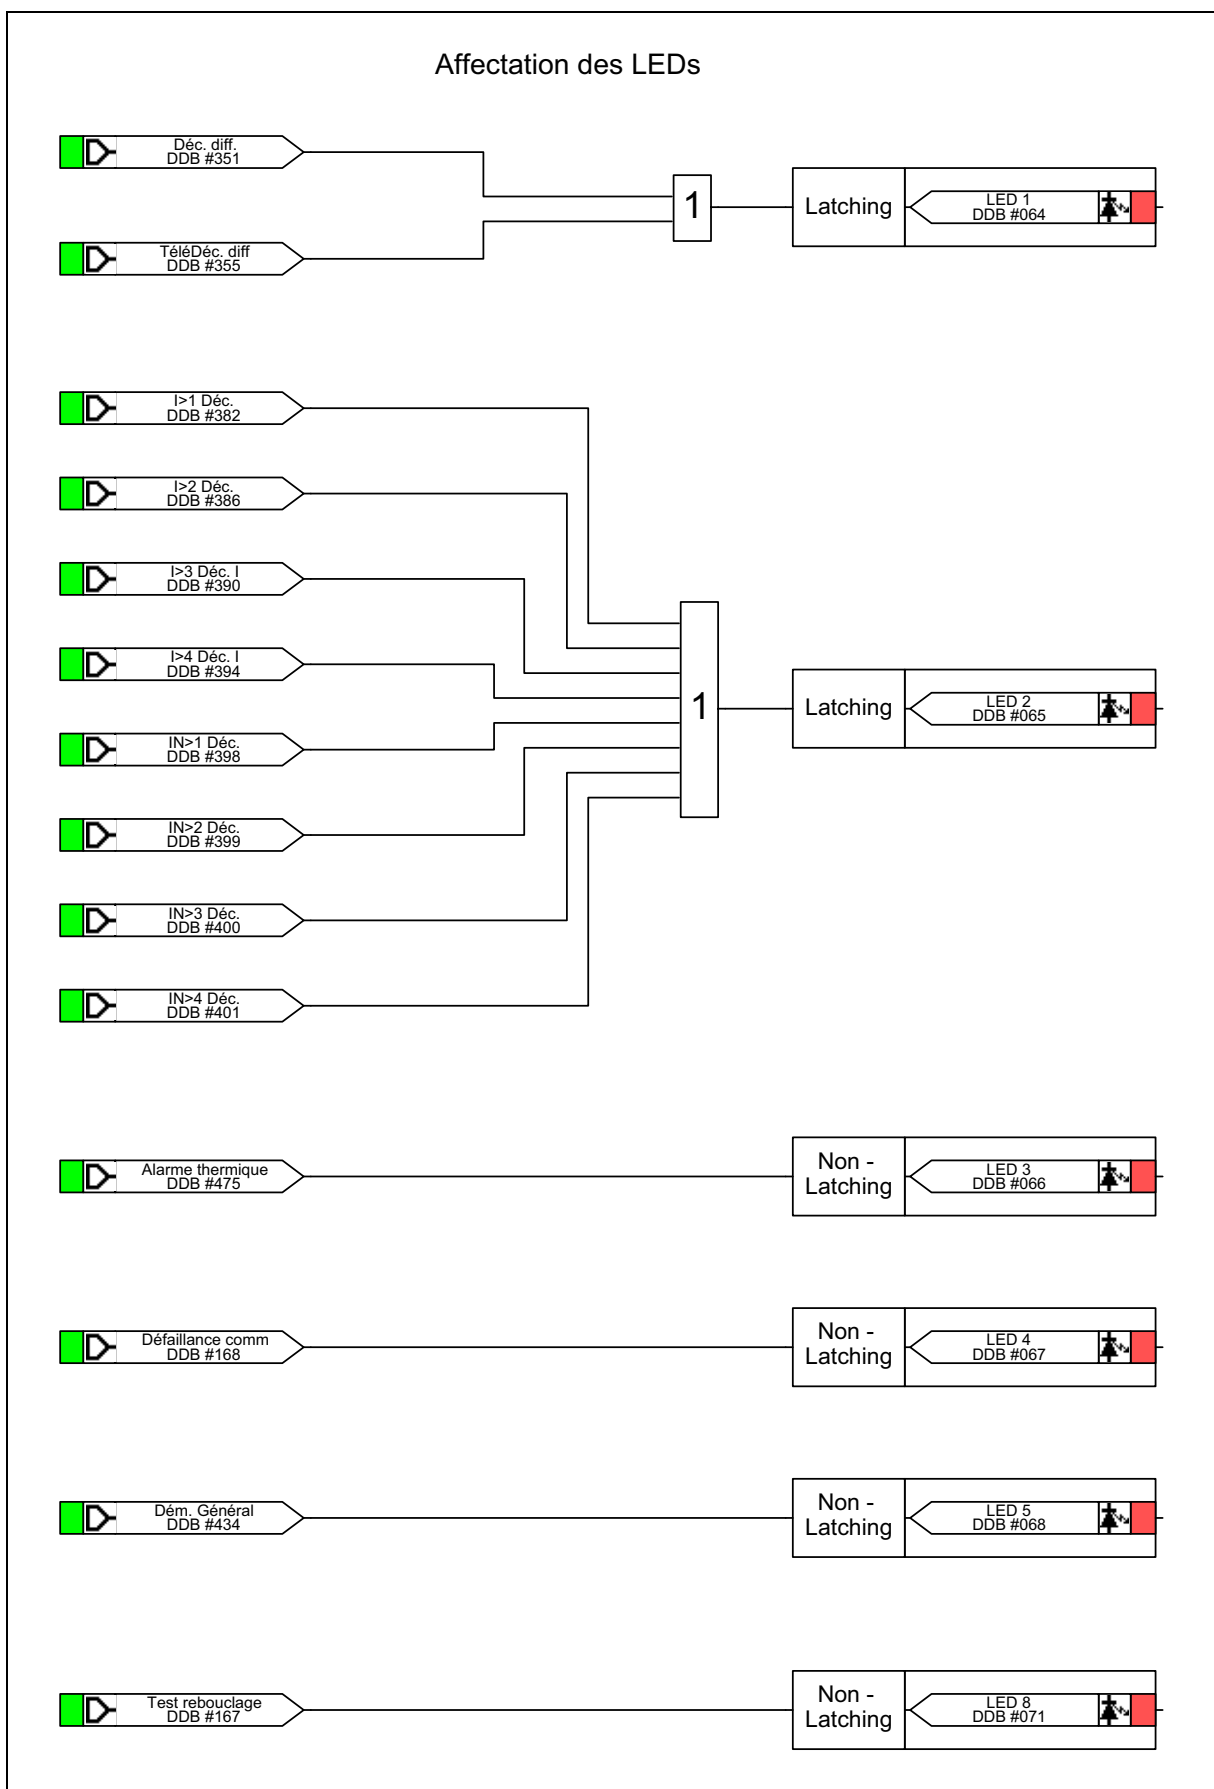 Affectation des LEDs
Déc. diff.
DDB #351
TéléDéc. diff
DDB #355
1
Latching
LED 1
DDB #064
I>1 Déc.
DDB #382
I>2 Déc.
DDB #386
I>3 Déc. I
DDB #390
I>4 Déc. I
DDB #394
IN>1 Déc.
DDB #398
IN>2 Déc.
DDB #399
IN>3 Déc.
DDB #400
IN>4 Déc.
DDB #401
1
Latching
LED 2
DDB #065
Alarme thermique
DDB #475
Non -
Latching
LED 3
DDB #066
Défaillance comm
DDB #168
Non -
Latching
LED 4
DDB #067
Dém. Général
DDB #434
Non -
Latching
LED 5
DDB #068
Test rebouclage
DDB #167
Non -
Latching
LED 8
DDB #071